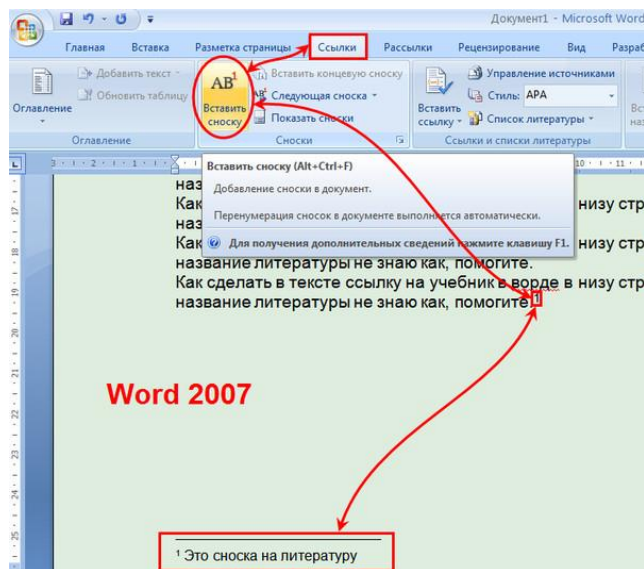 Документ1 - Microsoft Word
Главная Вставка Разметка страницы Ссылки Рассылки Рецензирование Вид Разраб
Оглавление
Добавить текст
Обновить таблицу
Оглавление
AB1
Вставить сноску
Вставить концевую сноску
Следующая сноска
Показать сноски
Сноски
Вставить ссылку
Управление источниками
Стиль: APA
Список литературы
Ссылки и списки литературы
Вставить сноску (Alt+Ctrl+F)
Добавление сноски в документ.
Перенумерация сносок в документе выполняется автоматически.
Для получения дополнительных сведений нажмите клавишу F1.
наз
Как низу стр
наз
Как низу стр
название литературы не знаю как, помогите.
Как сделать в тексте ссылку на учебник в ворде в низу стр
название литературы не знаю как, помогите.1
Word 2007
1 Это сноска на литературу